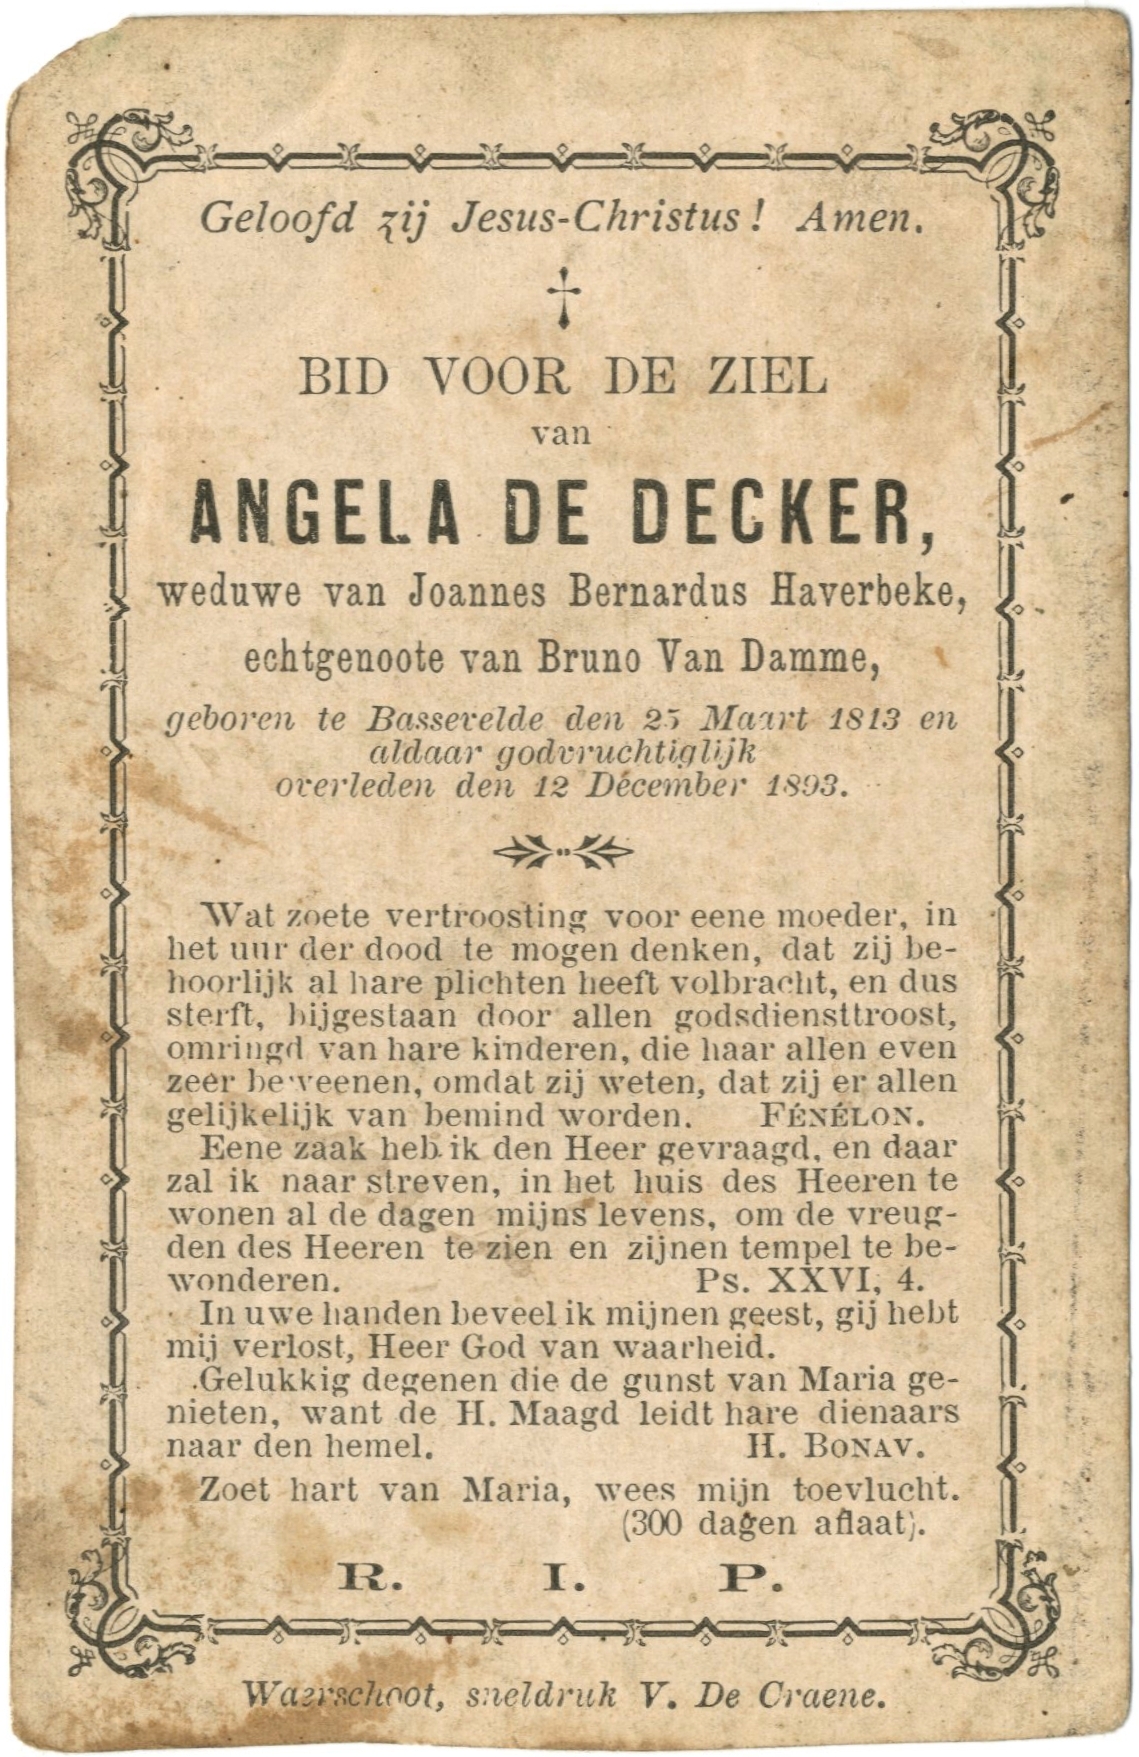 Geloofd zij Jesus-Christus! Amen.
BID VOOR DE ZIEL
van
ANGELA DE DECKER,
weduwe van Joannes Bernardus Haverbeke,
echtgenoote van Bruno Van Damme,
geboren te Bassevelde den 25 Maart 1813 en
aldaar godvruchtiglijk
overleden den 12 Décember 1893.
Wat zoete vertroosting voor eene moeder, in
het uur der dood te mogen denken, dat zij be-
hoorlijk al hare plichten heeft volbracht, en dus
sterft, bijgestaan door allen godsdiensttroost,
omringd van hare kinderen, die haar allen even
zeer beweenen, omdat zij weten, dat zij er allen
gelijkelijk van bemind worden. FÉNÉLON.
Eene zaak heb ik den Heer gevraagd, en daar
zal ik naar streven, in het huis des Heeren te
wonen al de dagen mijns levens, om de vreug-
den des Heeren te zien en zijnen tempel te be-
wonderen. Ps. XXVI, 4.
In uwe handen beveel ik mijnen geest, gij hebt
mij verlost, Heer God van waarheid.
Gelukkig degenen die de gunst van Maria ge-
nieten, want de H. Maagd leidt hare dienaars
naar den hemel. H. BONAV.
Zoet hart van Maria, wees mijn toevlucht.
(300 dagen aflaat).
R. I. P.
Waerschoot, sneldruk V. De Craene.